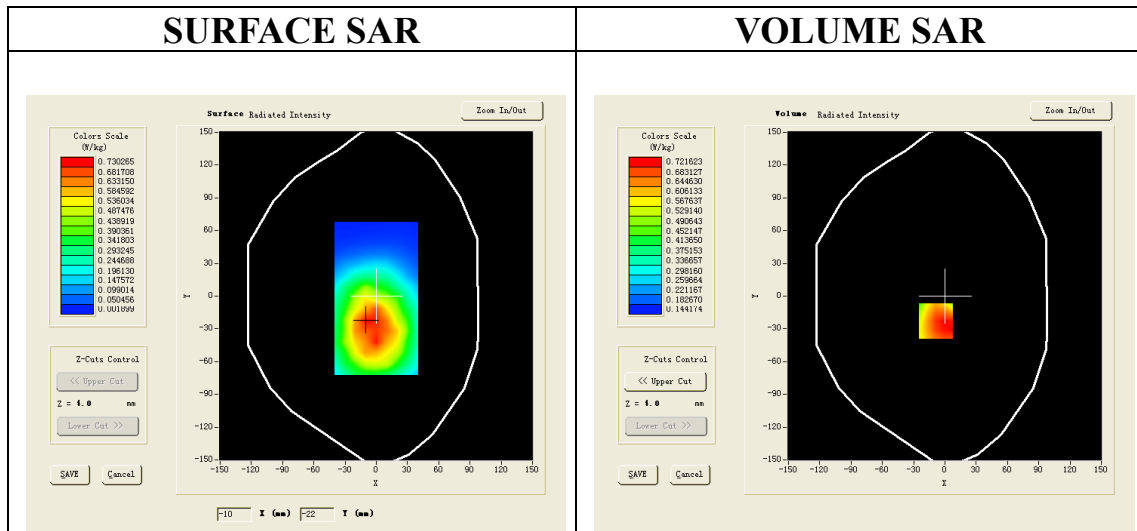 SURFACE SAR
VOLUME SAR
Surface Radiated Intensity
Zoom In/Out
Colors Scale
(W/kg)
0.730265
0.681708
0.633150
0.584592
0.536034
0.487476
0.438919
0.390361
0.341803
0.293245
0.244688
0.196130
0.147572
0.099014
0.050456
0.001899
Z-Cuts Control
<< Upper Cut
Z = 4.0 mm
Lower Cut >>
SAVE Cancel
150
120
90
60
30
0
-30
-60
-90
-120
-150
Y
-150 -120 -90 -60 -30 0 30 60 90 120 150
X
-10 X (mm) -22 Y (mm)
Volume Radiated Intensity
Zoom In/Out
Colors Scale
(W/kg)
0.721623
0.683127
0.644630
0.606133
0.567637
0.529140
0.490643
0.452147
0.413650
0.375153
0.336657
0.298160
0.259664
0.221167
0.182670
0.144174
Z-Cuts Control
<< Upper Cut
Z = 4.0 mm
Lower Cut >>
SAVE Cancel
150
120
90
60
30
0
-30
-60
-90
-120
-150
Y
-150 -120 -90 -60 -30 0 30 60 90 120 150
X